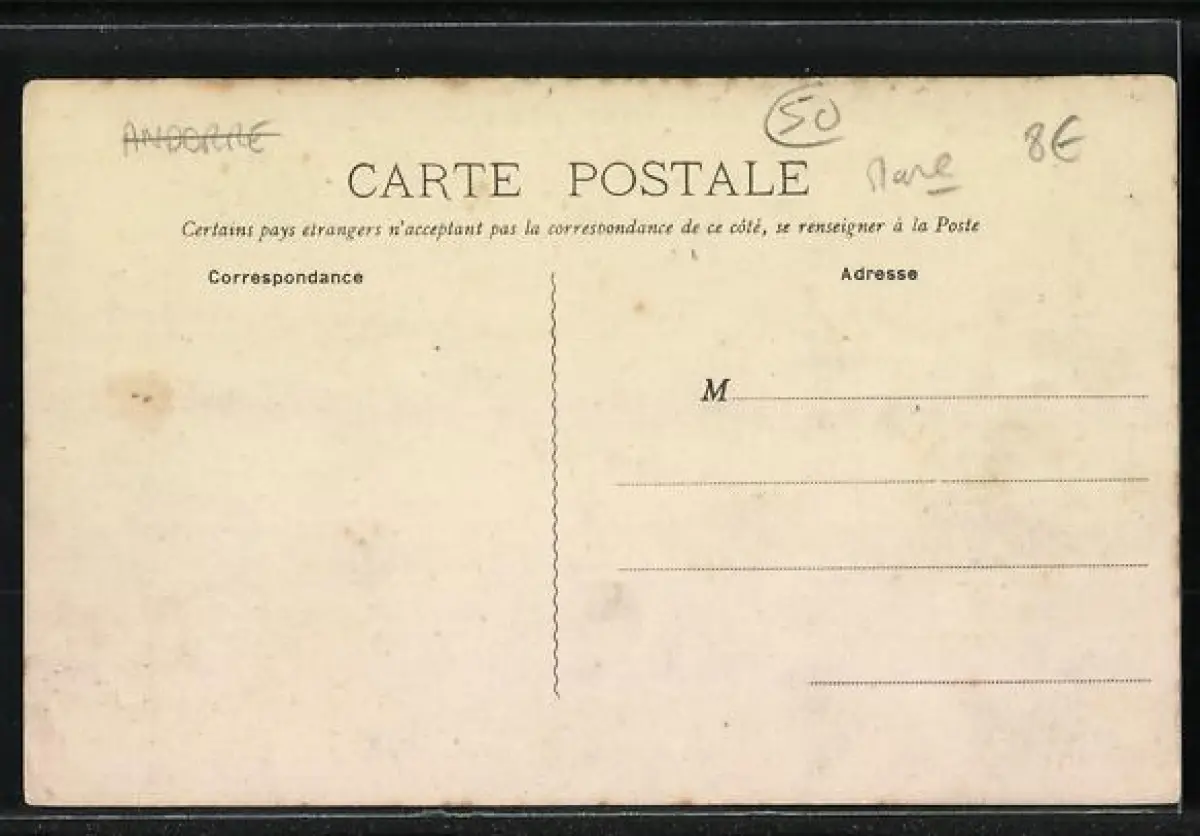 ANDORRE
50
8€
CARTE POSTALE
Rare
Certains pays etrangers n'acceptant pas la correspondance de ce côté, se renseigner à la Poste
Correspondance
Adresse
M